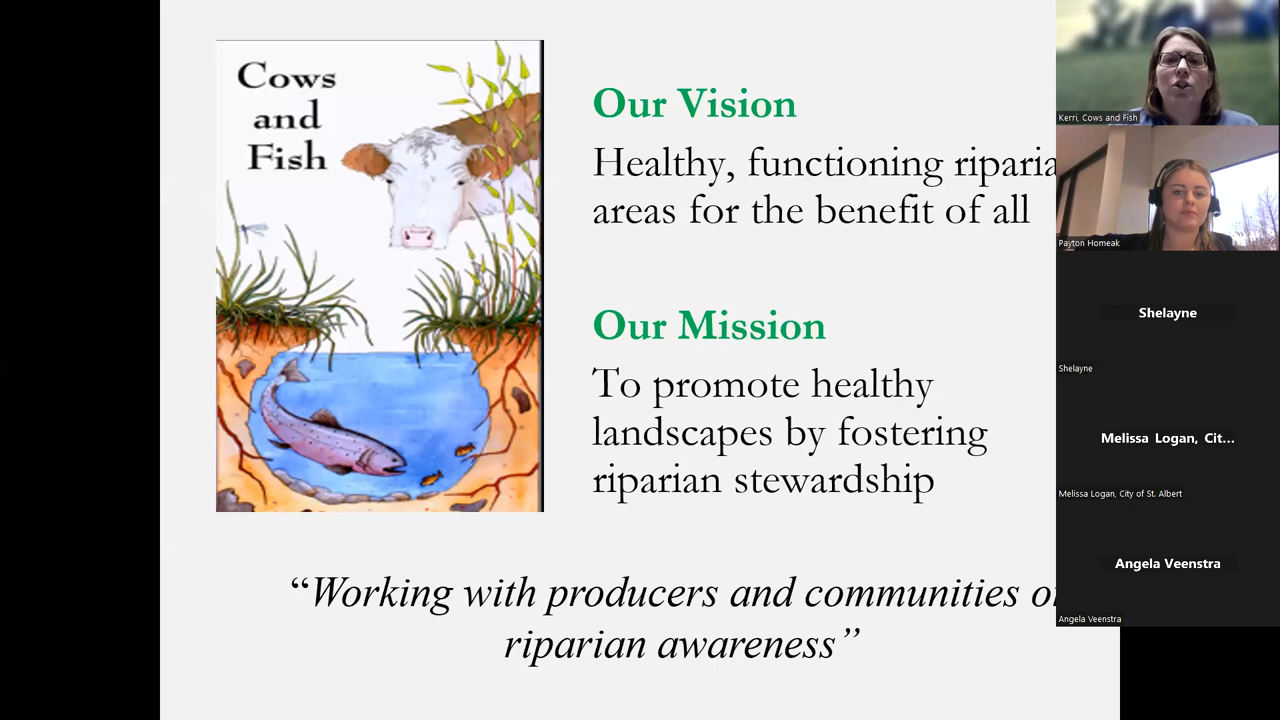 Cows
and
Fish
Our Vision
Healthy, functioning riparia
areas for the benefit of all
Our Mission
To promote healthy
landscapes by fostering
riparian stewardship
“Working with producers and communities o
riparian awareness”
Kerri, Cows and Fish
Payton Homeak
Shelayne
Shelayne
Melissa Logan, Cit...
Melissa Logan, City of St. Albert
Angela Veenstra
Angela Veenstra